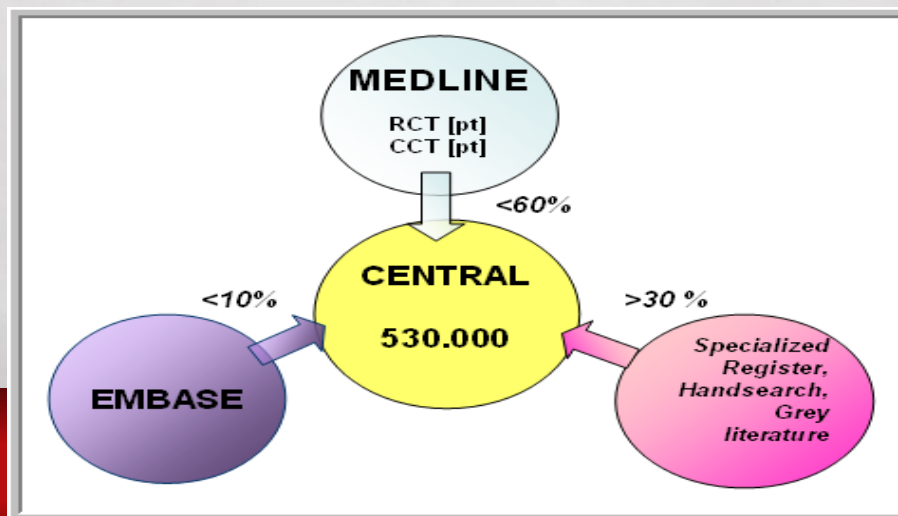 MEDLINE
RCT [pt]
CCT [pt]
<60%
CENTRAL
530.000
<10%
EMBASE
>30 %
Specialized
Register,
Handsearch,
Grey
literature